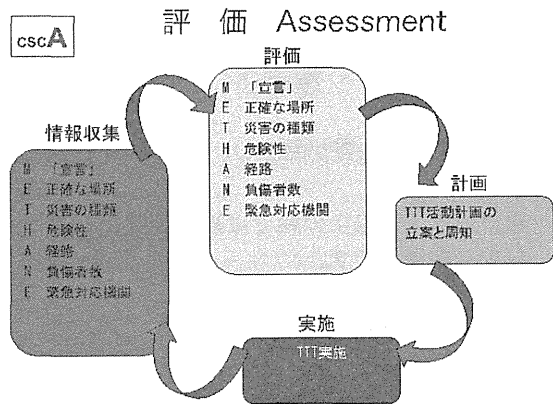 cscA
評 価 Assessment
評価
M 「宣言」
E 正確な場所
T 災害の種類
H 危険性
A 経路
N 負傷者数
E 緊急対応機関
情報収集
M 「宣言」
E 正確な場所
T 災害の種類
H 危険性
A 経路
N 負傷者数
E 緊急対応機関
計画
TTT活動計画の
立案と周知
実施
TTT実施